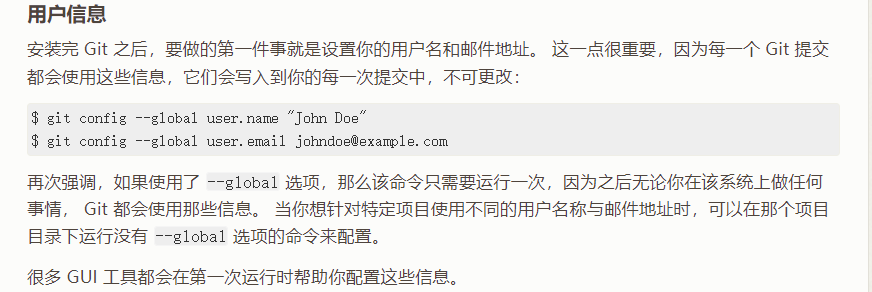 用户信息
安装完 Git 之后，要做的第一件事就是设置你的用户名和邮件地址。 这一点很重要，因为每一个 Git 提交
都会使用这些信息，它们会写入到你的每一次提交中，不可更改：
$ git config --global user.name "John Doe"
$ git config --global user.email johndoe@example.com
再次强调，如果使用了 --global 选项，那么该命令只需要运行一次，因为之后无论你在该系统上做任何
事情， Git 都会使用那些信息。 当你想针对特定项目使用不同的用户名称与邮件地址时，可以在那个项目
目录下运行没有 --global 选项的命令来配置。
很多 GUI 工具都会在第一次运行时帮助你配置这些信息。